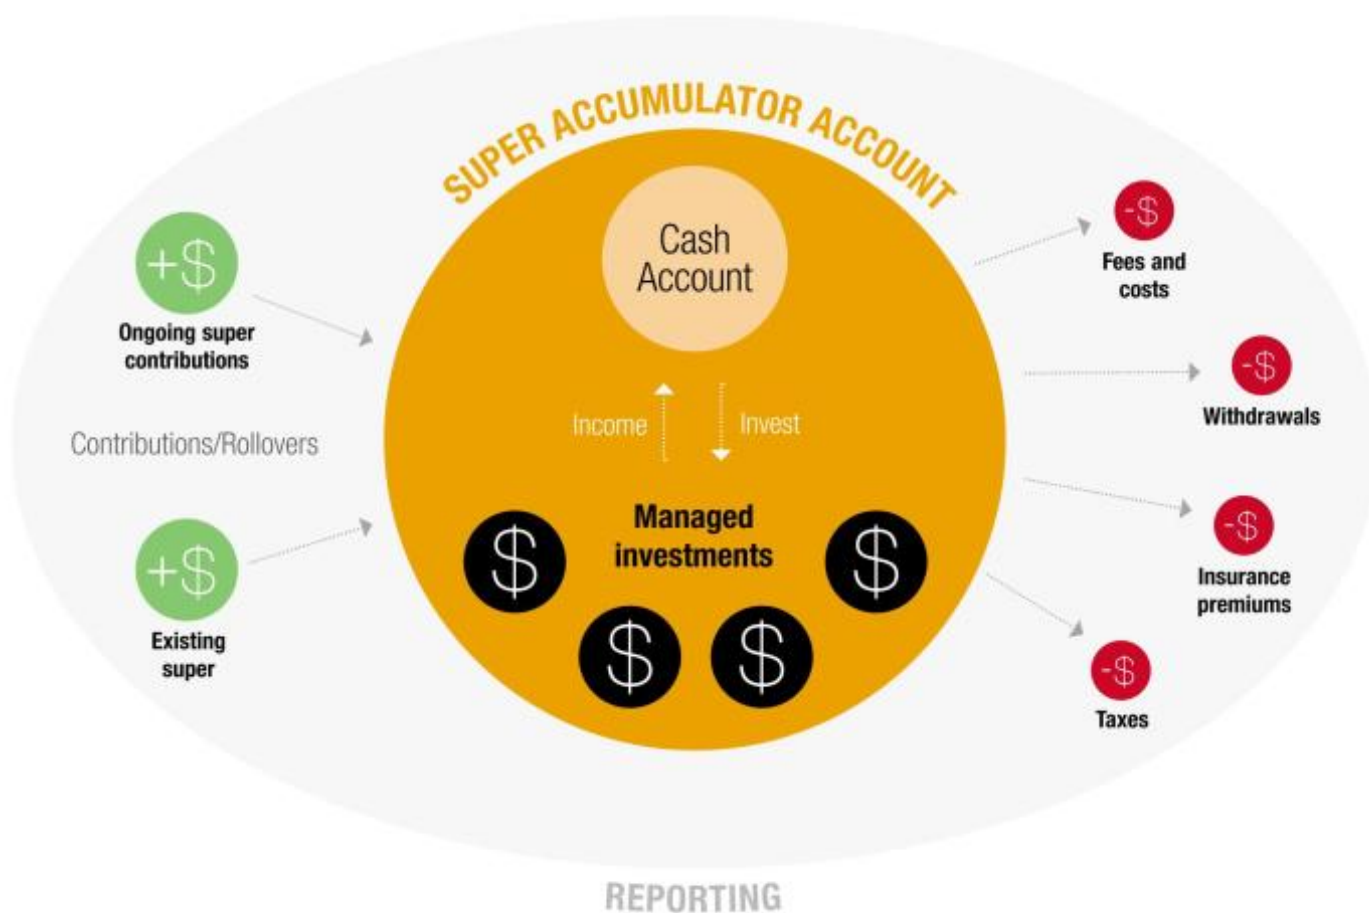 SUPER ACCUMULATOR ACCOUNT
Cash
Account
Income
Invest
Managed
investments
$
$
$
$
+$
Ongoing super
contributions
Contributions/Rollovers
+$
Existing
super
-$
Fees and
costs
-$
Withdrawals
-$
Insurance
premiums
-$
Taxes
REPORTING